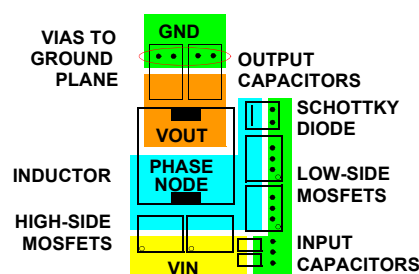 GND
VIAS TO
GROUND
PLANE
OUTPUT
CAPACITORS
SCHOTTKY
DIODE
VOUT
INDUCTOR
PHASE
NODE
LOW-SIDE
MOSFETS
HIGH-SIDE
MOSFETS
INPUT
CAPACITORS
VIN